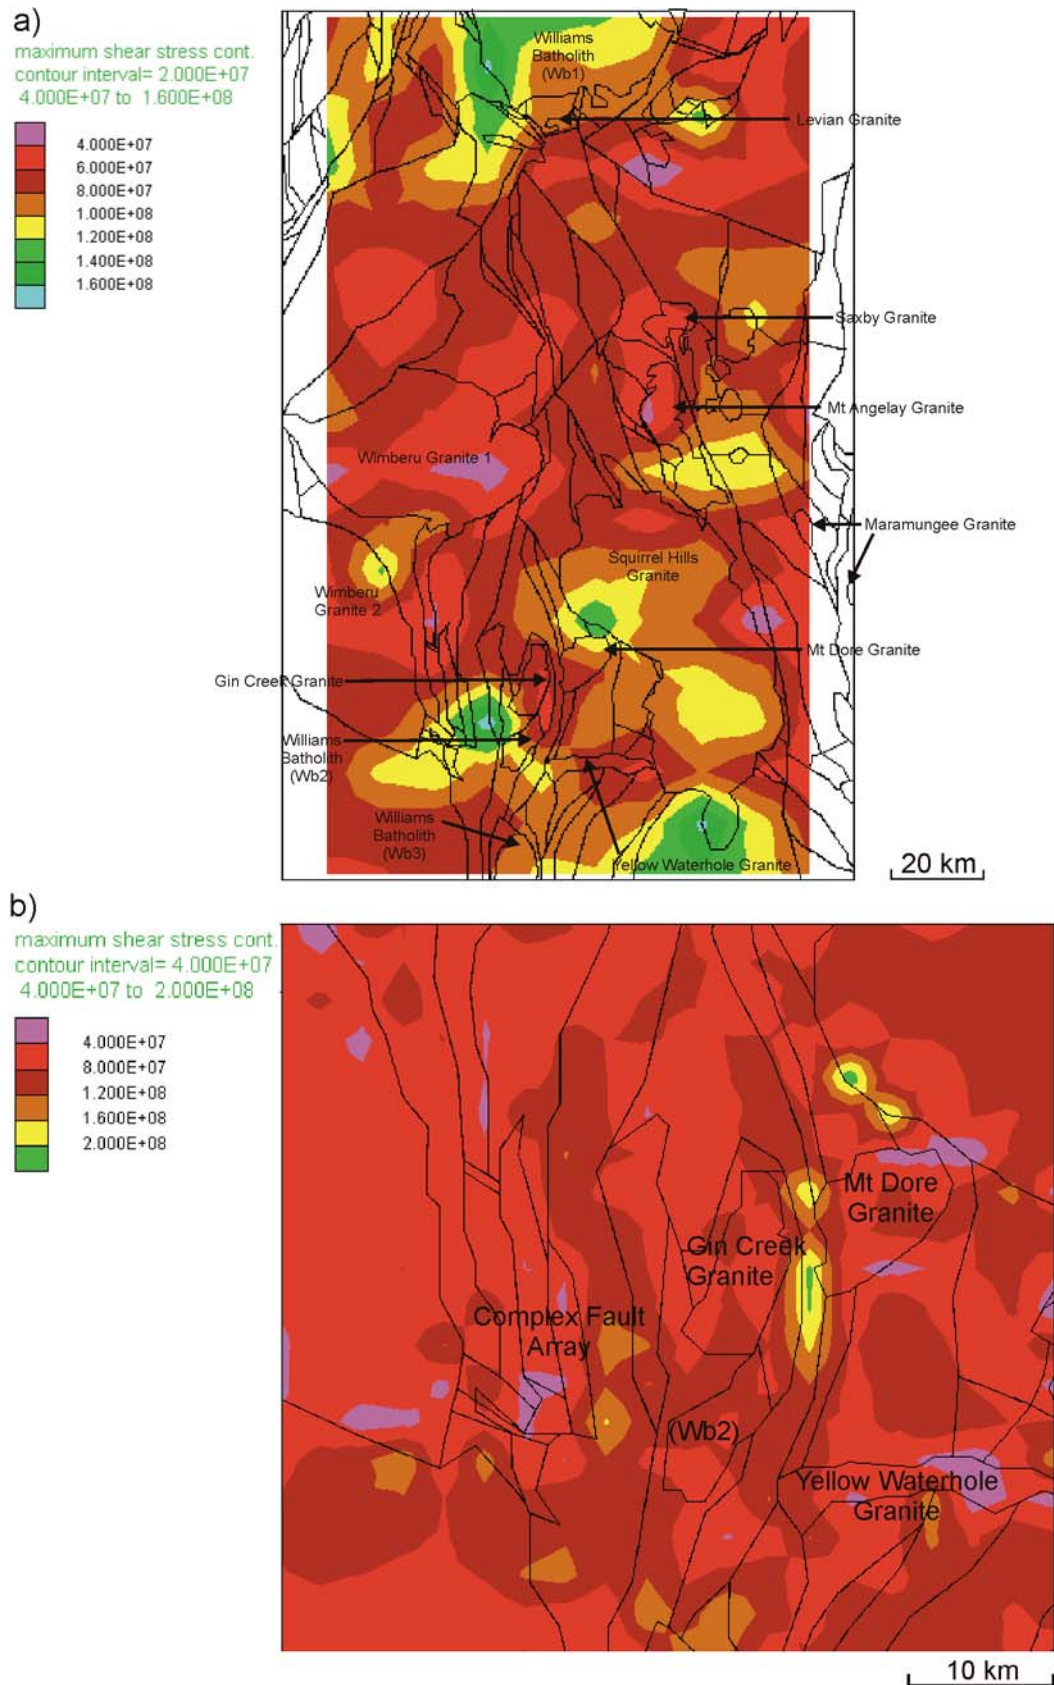 a)
maximum shear stress cont.
contour interval= 2.000E+07
4.000E+07 to 1.600E+08
4.000E+07
6.000E+07
8.000E+07
1.000E+08
1.200E+08
1.400E+08
1.600E+08
Williams
Batholith
(Wb1)
Levian Granite
Saxby Granite
Mt Angelay Granite
Wimberu Granite 1
Maramungee Granite
Squirrel Hills
Granite
Wimberu
Granite 2
Mt Dore Granite
Gin Creek Granite
Williams
Batholith
(Wb2)
Williams
Batholith
(Wb3)
Yellow Waterhole Granite
20 km
b)
maximum shear stress cont.
contour interval= 4.000E+07
4.000E+07 to 2.000E+08
4.000E+07
8.000E+07
1.200E+08
1.600E+08
2.000E+08
Mt Dore
Granite
Gin Creek
Granite
Complex Fault
Array
(Wb2)
Yellow Waterhole
Granite
10 km